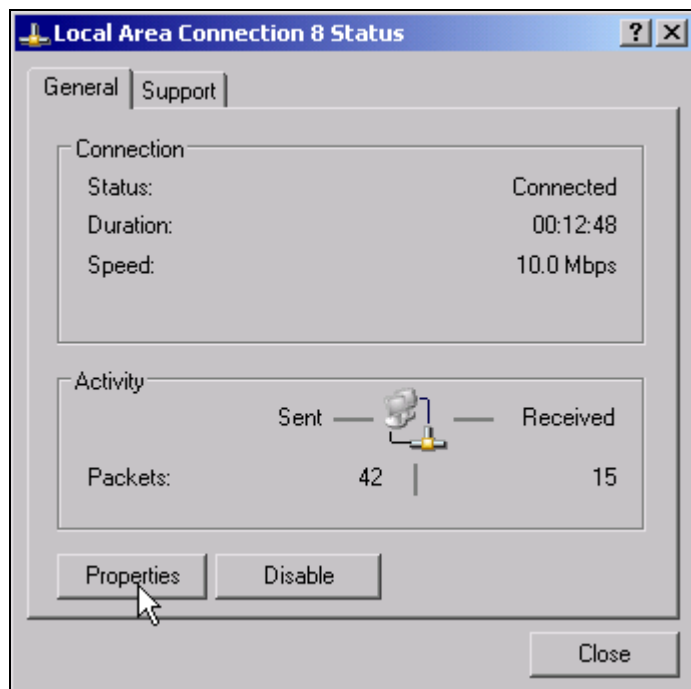 Local Area Connection 8 Status
General Support
Connection
Status: Connected
Duration: 00:12:48
Speed: 10.0 Mbps
Activity
Sent Received
Packets: 42 15
Properties Disable
Close